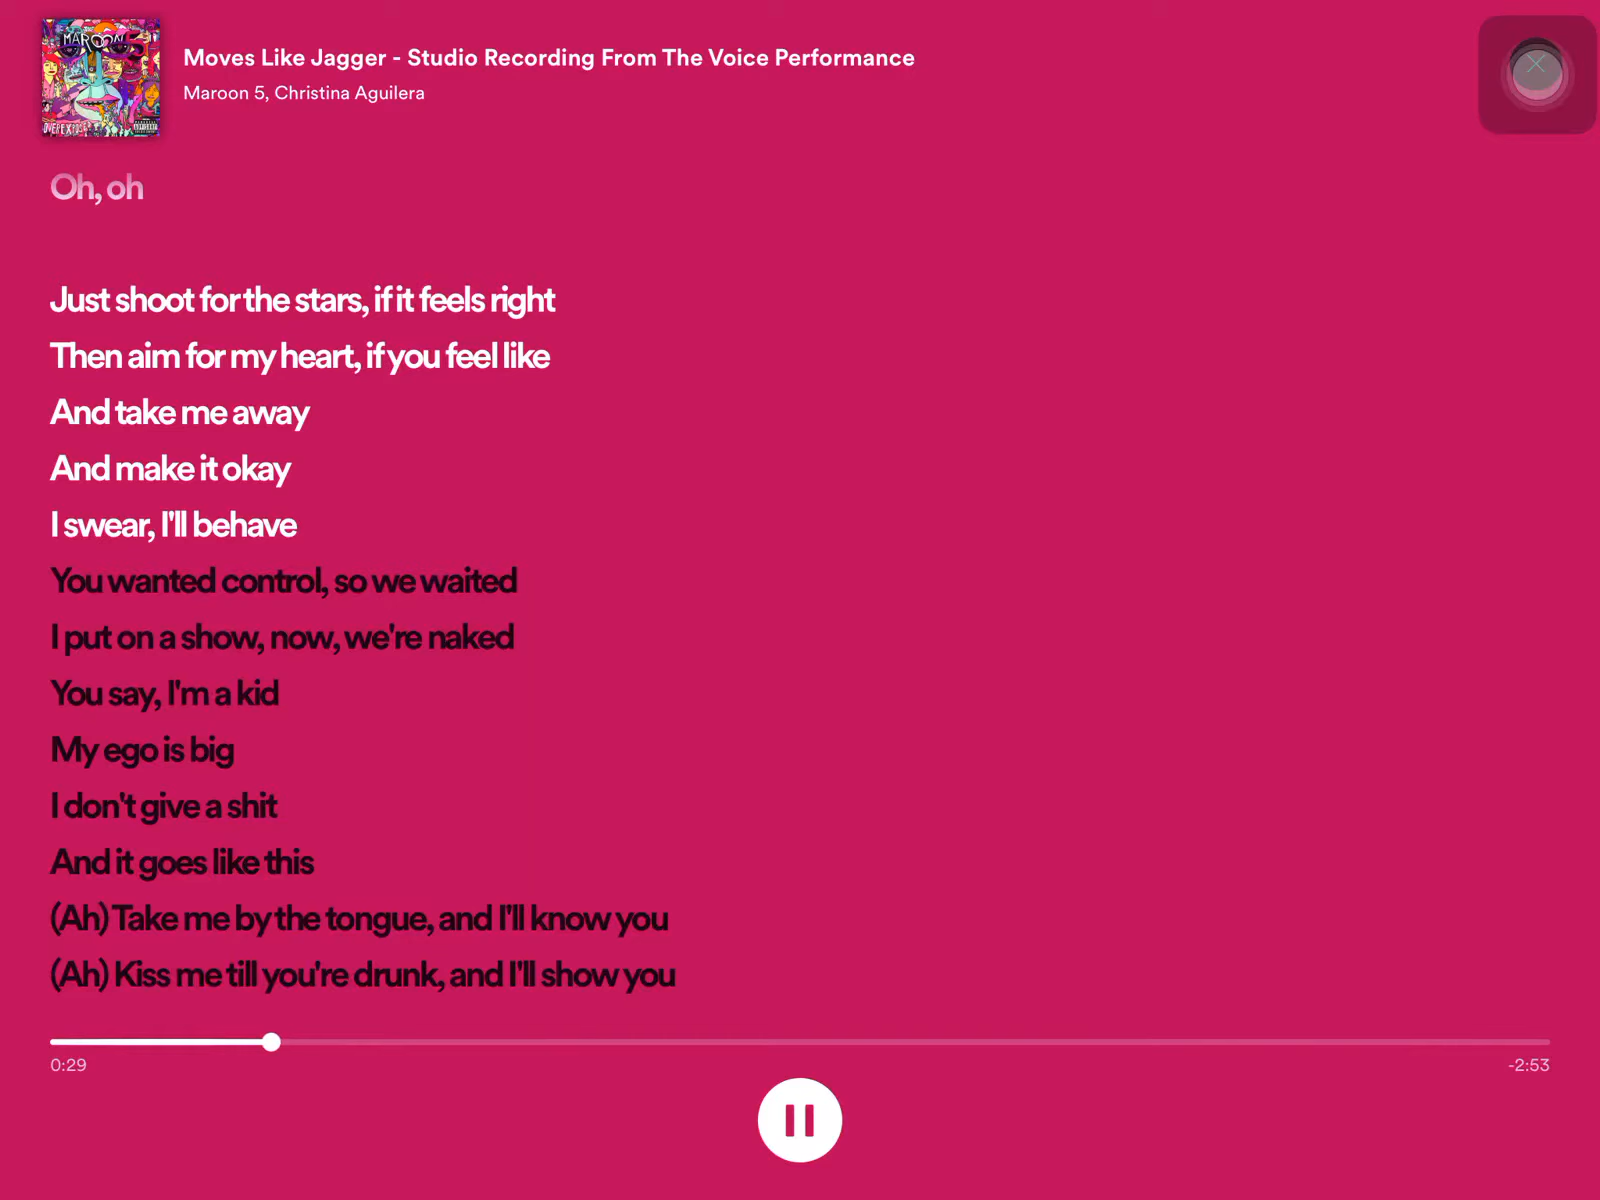 MAROON 5
OVEREXPOSED
Moves Like Jagger - Studio Recording From The Voice Performance
Maroon 5, Christina Aguilera
Oh, oh
Just shoot for the stars, if it feels right
Then aim for my heart, if you feel like
And take me away
And make it okay
I swear, I'll behave
You wanted control, so we waited
I put on a show, now, we're naked
You say, I'm a kid
My ego is big
I don't give a shit
And it goes like this
(Ah) Take me by the tongue, and I'll know you
(Ah) Kiss me till you're drunk, and I'll show you
0:29
-2:53